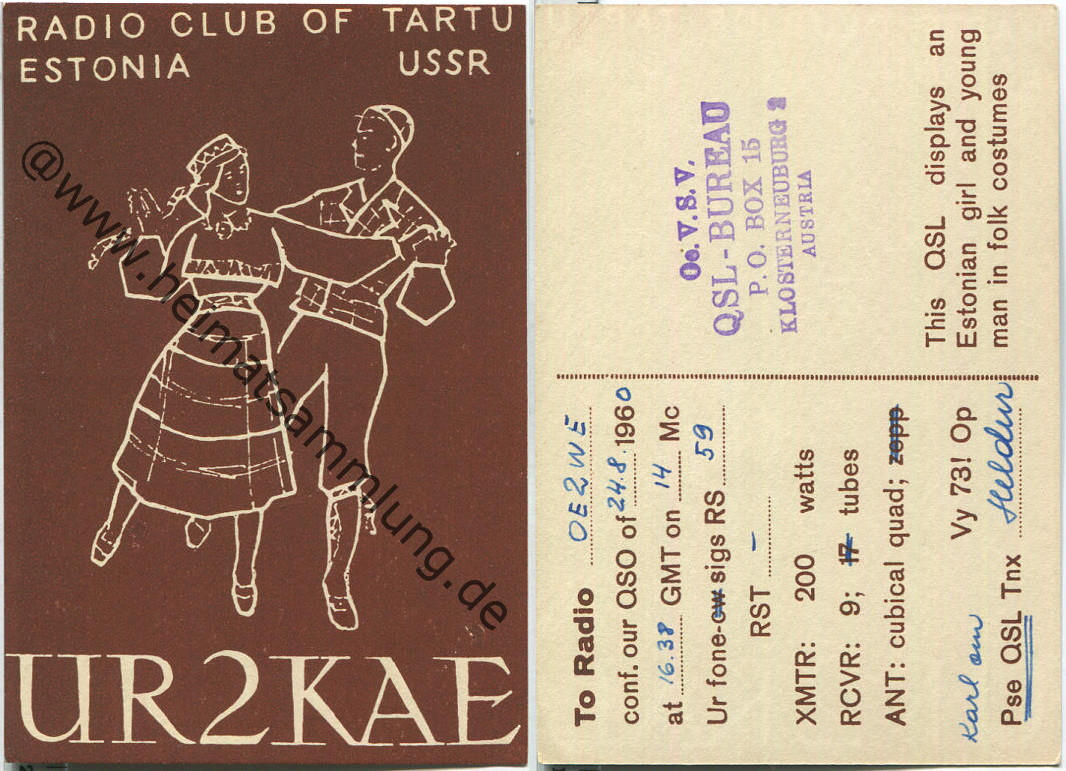 RADIO CLUB OF TARTU
ESTONIA USSR
@www.heimatsammlung.de
UR2KAE
Oe.V.S.V.
QSL-BUREAU
P.O. BOX 15
KLOSTERNEUBURG 2
AUSTRIA
This QSL displays an
Estonian girl and young
man in folk costumes
To Radio OE2WE
conf. our QSO of 24.8. 1960
at 16.38 GMT on 14 Mc
Ur fone-cw sigs RS 59
RST –
XMTR: 200 watts
RCVR: 9; 17 tubes
ANT: cubical quad; zepp
Karl om Vy 73! Op
Pse QSL Tnx Heldur